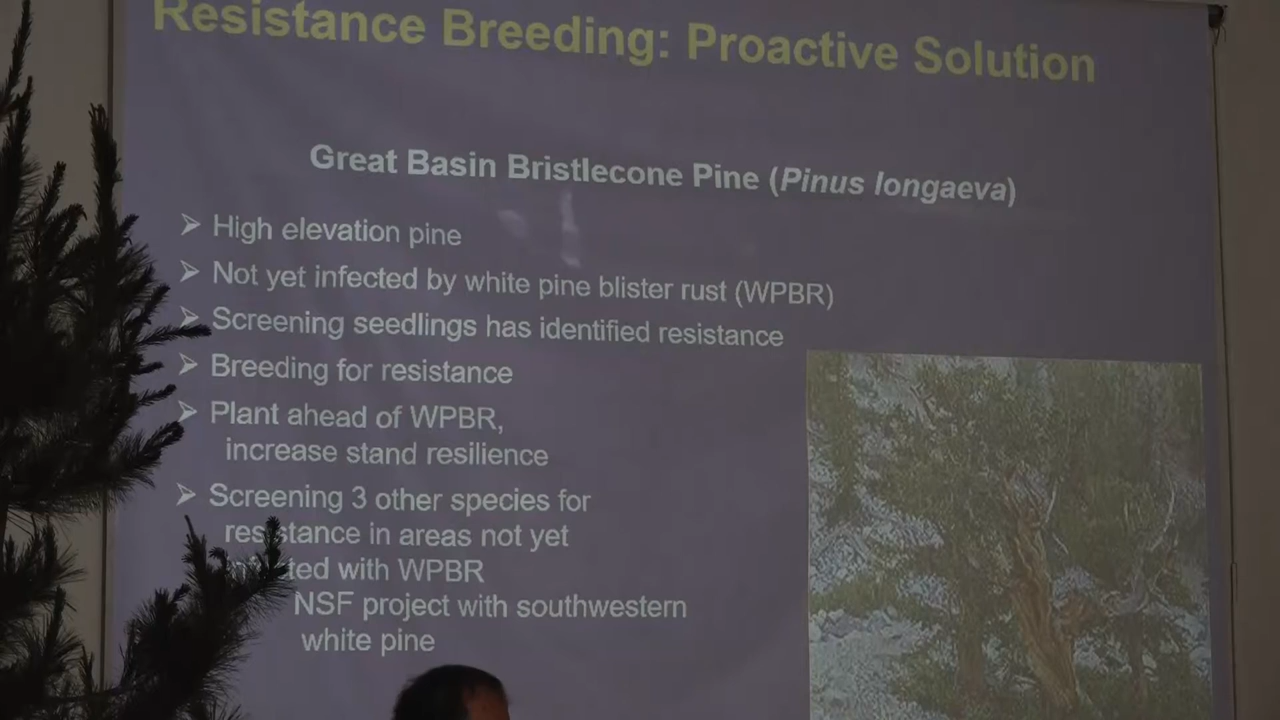 Resistance Breeding: Proactive Solution
Great Basin Bristlecone Pine (Pinus longaeva)
➢ High elevation pine
➢ Not yet infected by white pine blister rust (WPBR)
➢ Screening seedlings has identified resistance
➢ Breeding for resistance
➢ Plant ahead of WPBR,
increase stand resilience
➢ Screening 3 other species for
resistance in areas not yet
with WPBR
NSF project with southwestern
white pine